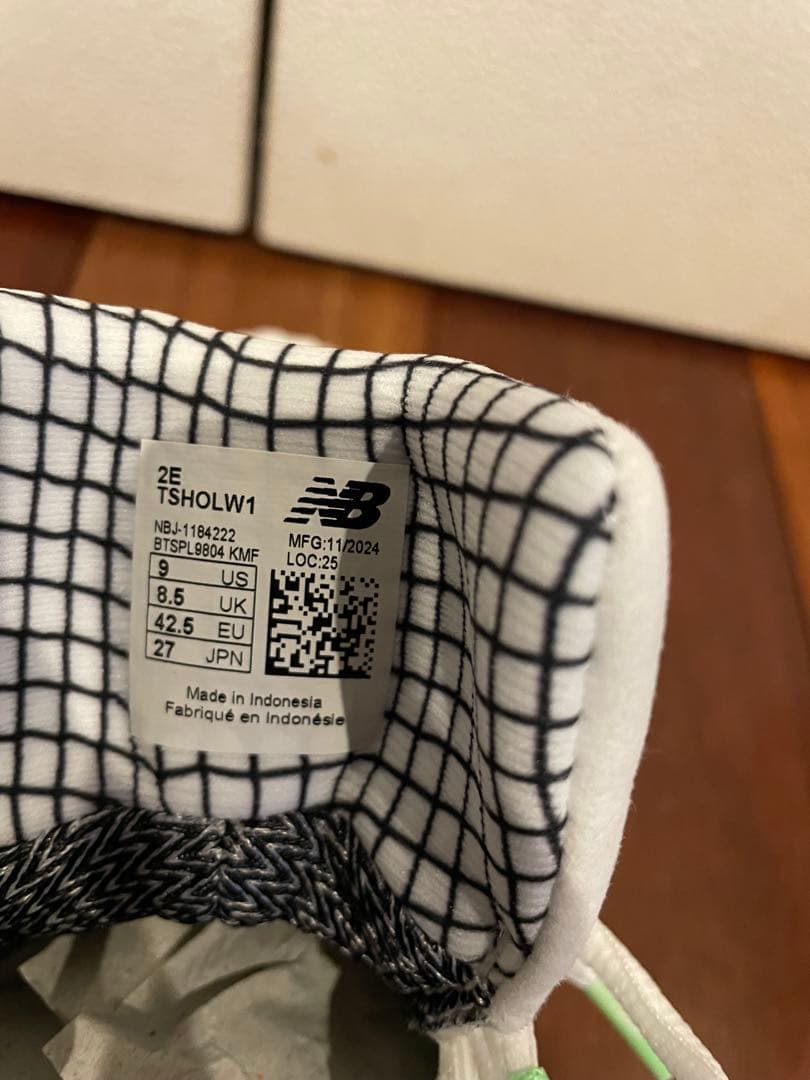 2E
TSHOLW1
NB
NBJ-1184222
BTSPL9804 KMF
MFG:11/2024
LOC:25
9 US
8.5 UK
42.5 EU
27 JPN
Made in Indonesia
Fabriqué en Indonésie